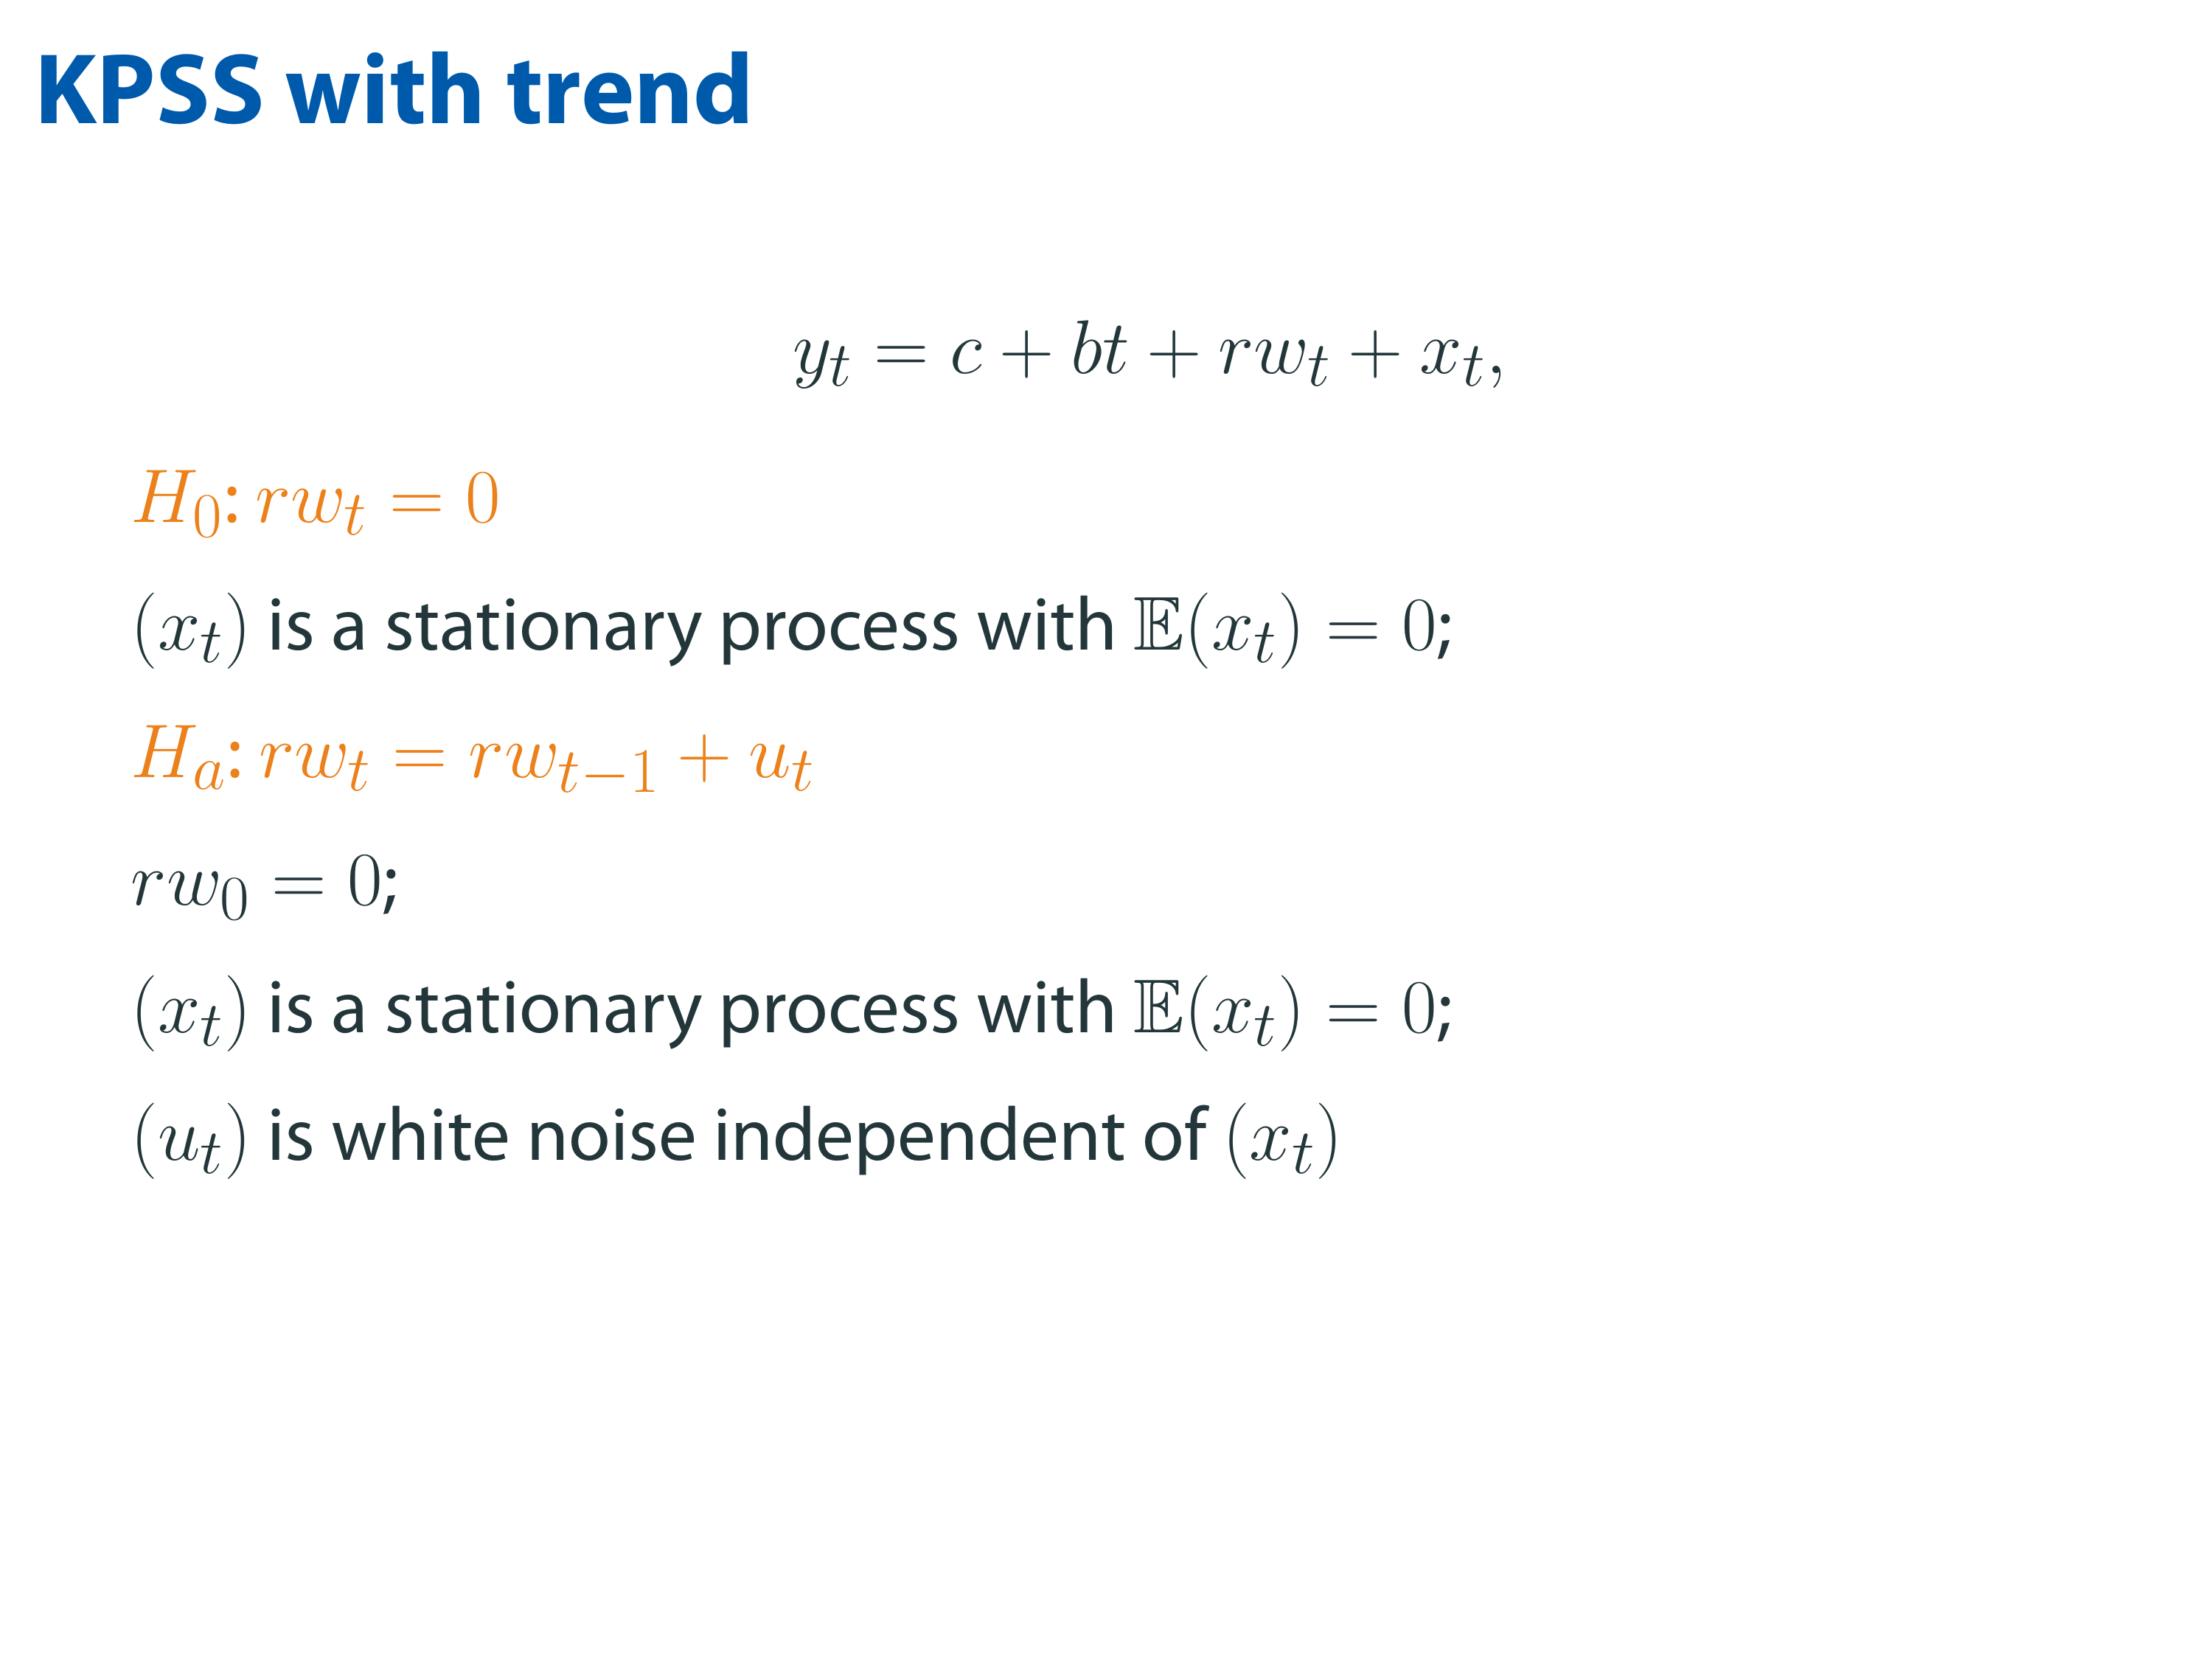 KPSS with trend
$y_t = c + bt + rw_t + x_t,$
$H_0$: $rw_t = 0$
$(x_t)$ is a stationary process with $\mathbb{E}(x_t) = 0$;
$H_a$: $rw_t = rw_{t-1} + u_t$
$rw_0 = 0$;
$(x_t)$ is a stationary process with $\mathbb{E}(x_t) = 0$;
$(u_t)$ is white noise independent of $(x_t)$